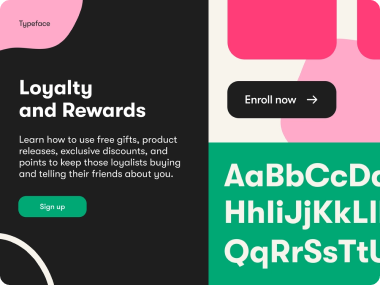 Typeface
Loyalty
and Rewards
Learn how to use free gifts, product
releases, exclusive discounts, and
points to keep those loyalists buying
and telling their friends about you.
Sign up
Enroll now
AaBbCcDd
HhIiJjKkLl
QqRrSsTtU